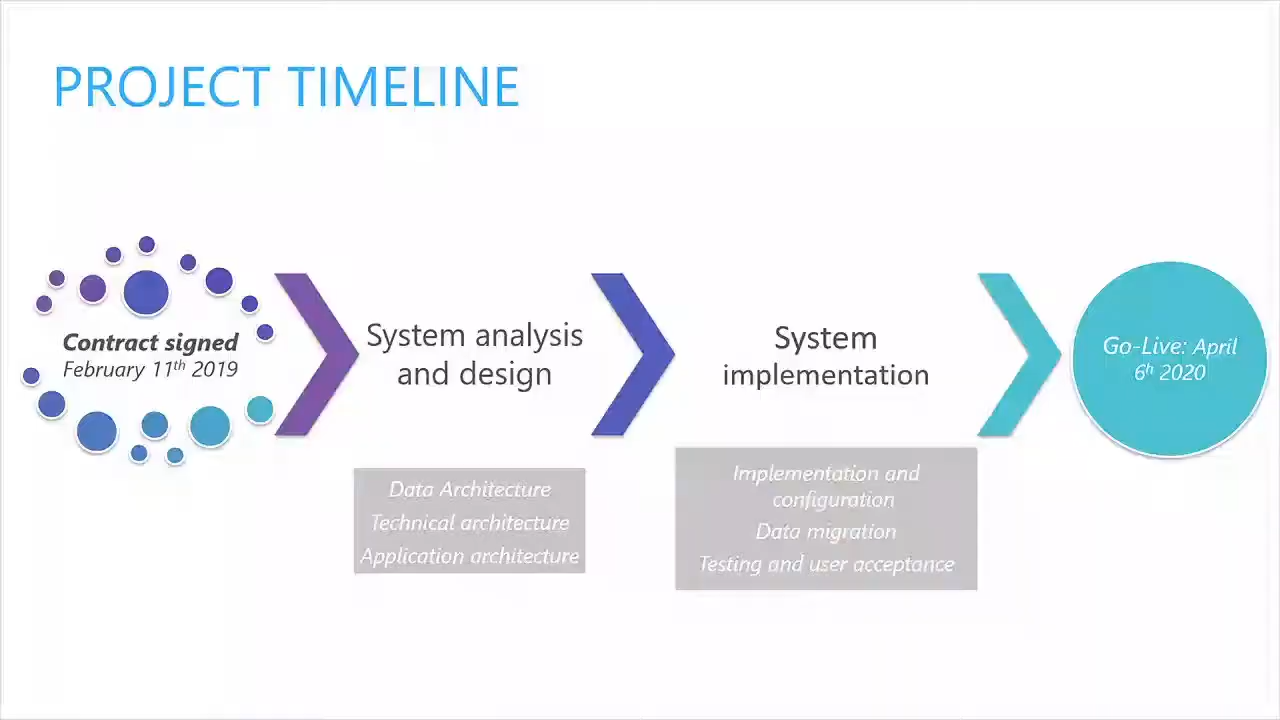 PROJECT TIMELINE
Contract signed
February 11th 2019
System analysis
and design
Data Architecture
Technical architecture
Application architecture
System
implementation
Implementation and
configuration
Data migration
Testing and user acceptance
Go-Live: April
6h 2020